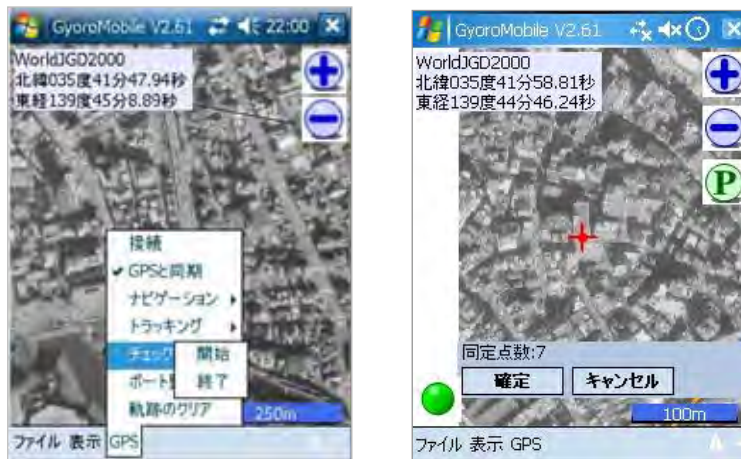 GyoroMobile V2.61
22:00
WorldJGD2000
北緯035度41分47.94秒
東経139度45分8.89秒
接続
GPSと同期
ナビゲーション
トラッキング
チェック
開始
終了
ポート
軌跡のクリア
250m
ファイル 表示 GPS
GyoroMobile V2.61
WorldJGD2000
北緯035度41分58.81秒
東経139度44分46.24秒
P
同定点数:7
確定 キャンセル
100m
ファイル 表示 GPS